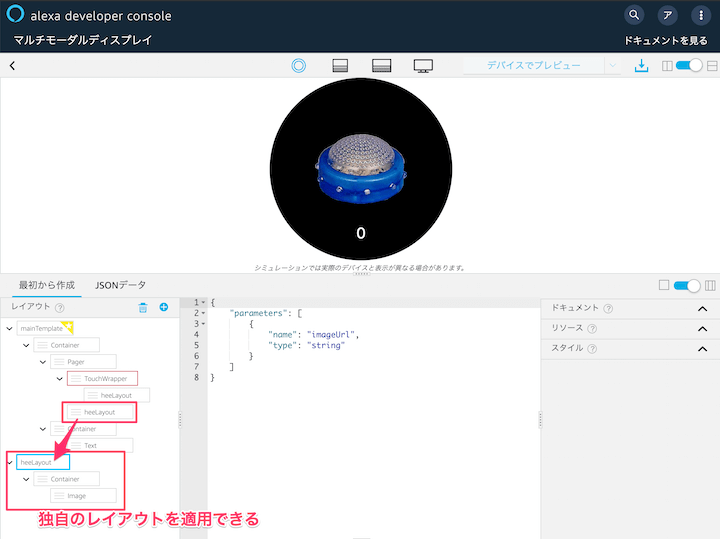 alexa developer console
ア
マルチモーダルディスプレイ
ドキュメントを見る
デバイスでプレビュー
0
シミュレーションでは実際のデバイスと表示が異なる場合があります。
最初から作成 JSONデータ
レイアウト ?
mainTemplate
Container
Pager
TouchWrapper
heeLayout
heeLayout
Container
Text
heeLayout
Container
Image
独自のレイアウトを適用できる
1 {
2 "parameters": [
3 {
4 "name": "imageUrl",
5 "type": "string"
6 }
7 ]
8 }
ドキュメント ?
リソース ?
スタイル ?